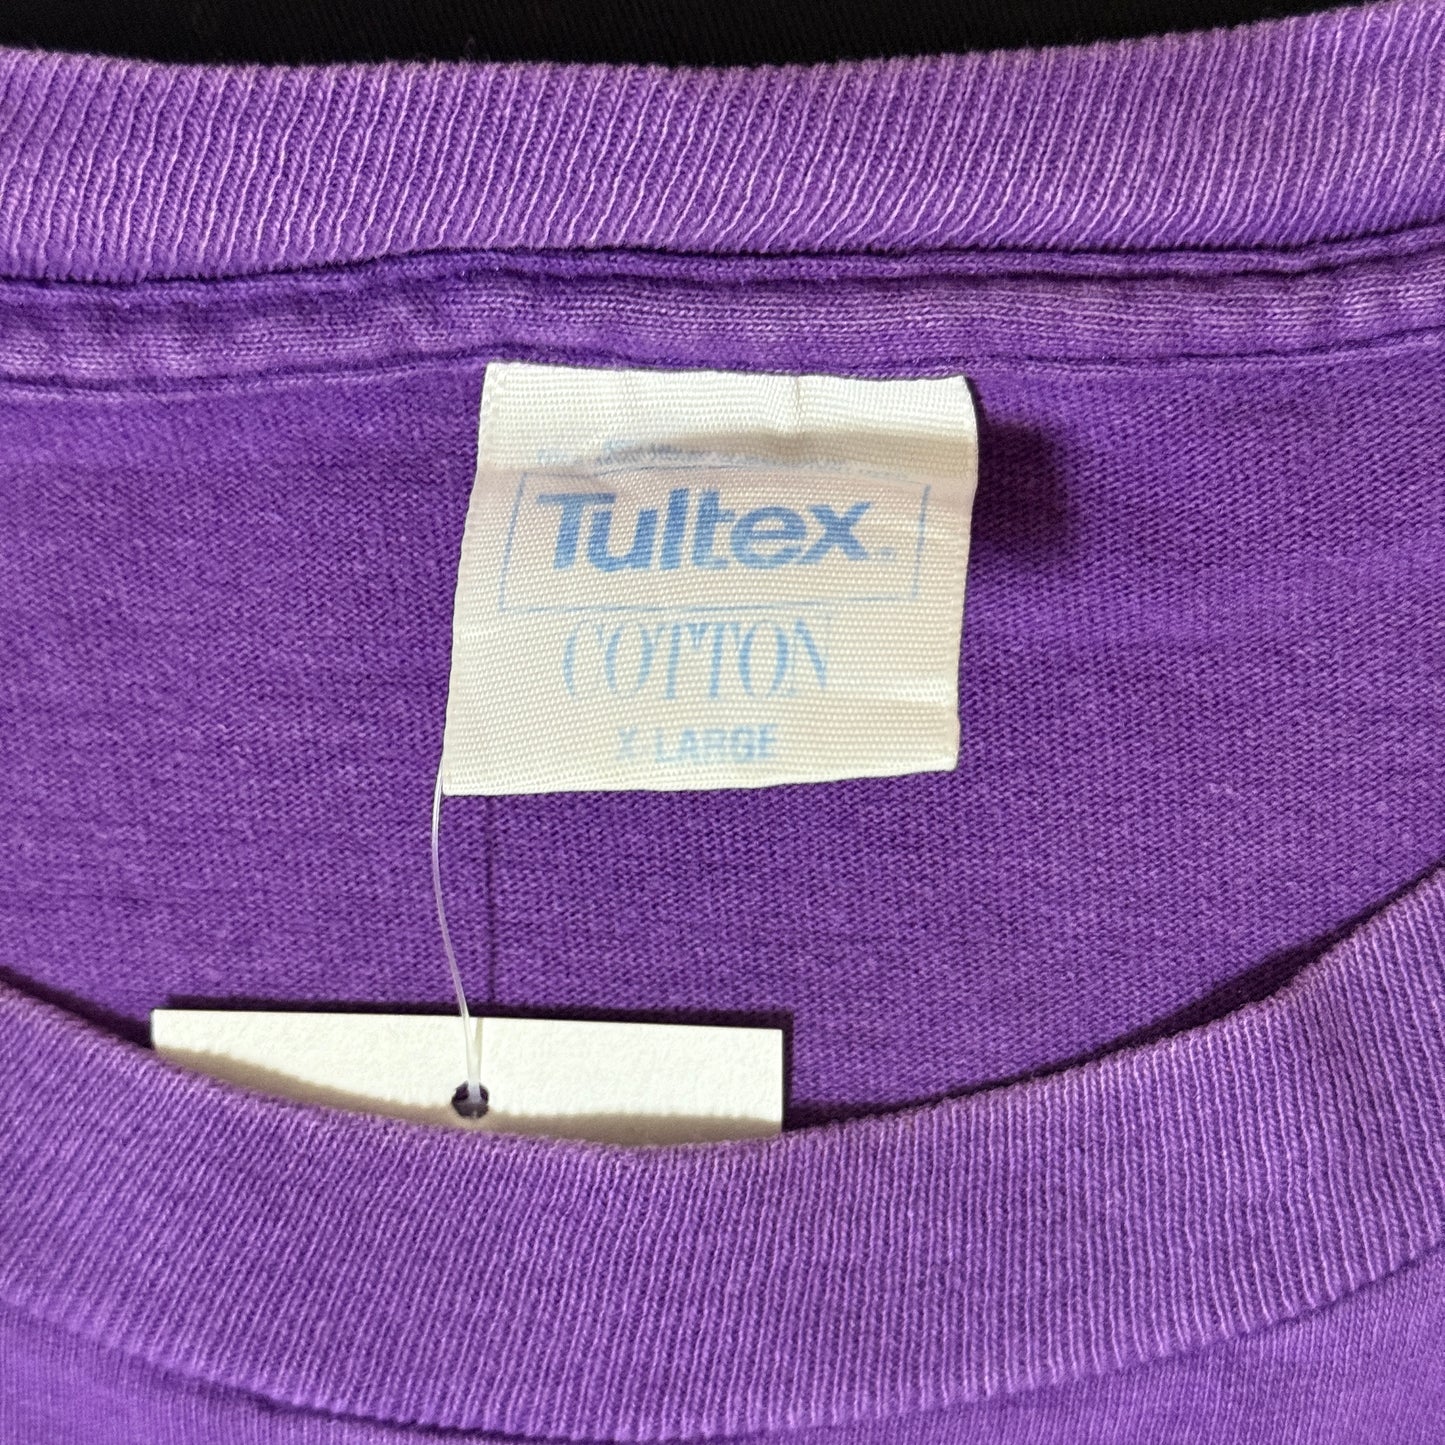 Tultex.
COTTON
X-LARGE